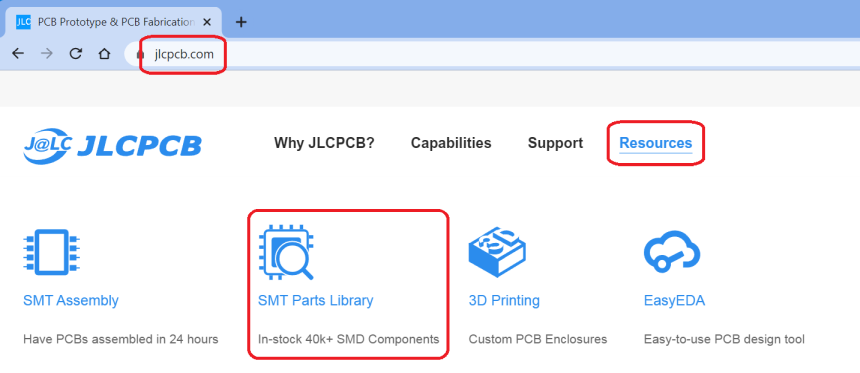 JLC PCB Prototype & PCB Fabrication
jlcpcb.com
J@LC JLCPCB
Why JLCPCB? Capabilities Support Resources
SMT Assembly SMT Parts Library 3D Printing EasyEDA
Have PCBs assembled in 24 hours In-stock 40k+ SMD Components Custom PCB Enclosures Easy-to-use PCB design tool